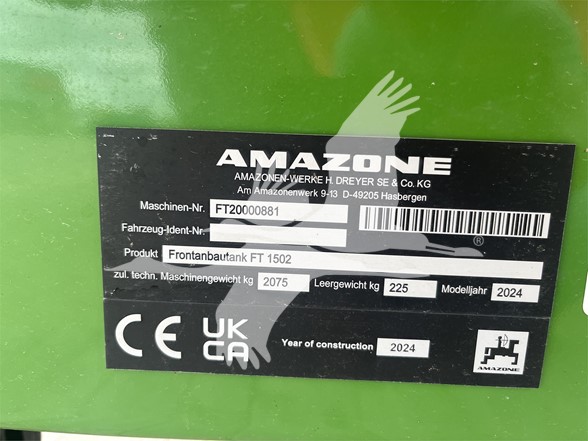 AMAZONE
AMAZONEN-WERKE H. DREYER SE & Co. KG
Am Amazonenwerk 9-13 D-49205 Hasbergen
Maschinen-Nr. FT20000881
Fahrzeug-Ident-Nr.
Produkt Frontanbautank FT 1502
zul. techn. Maschinengewicht kg 2075 Leergewicht kg 225 Modelljahr 2024
CE UK CA Year of construction 2024 AMAZONE
®